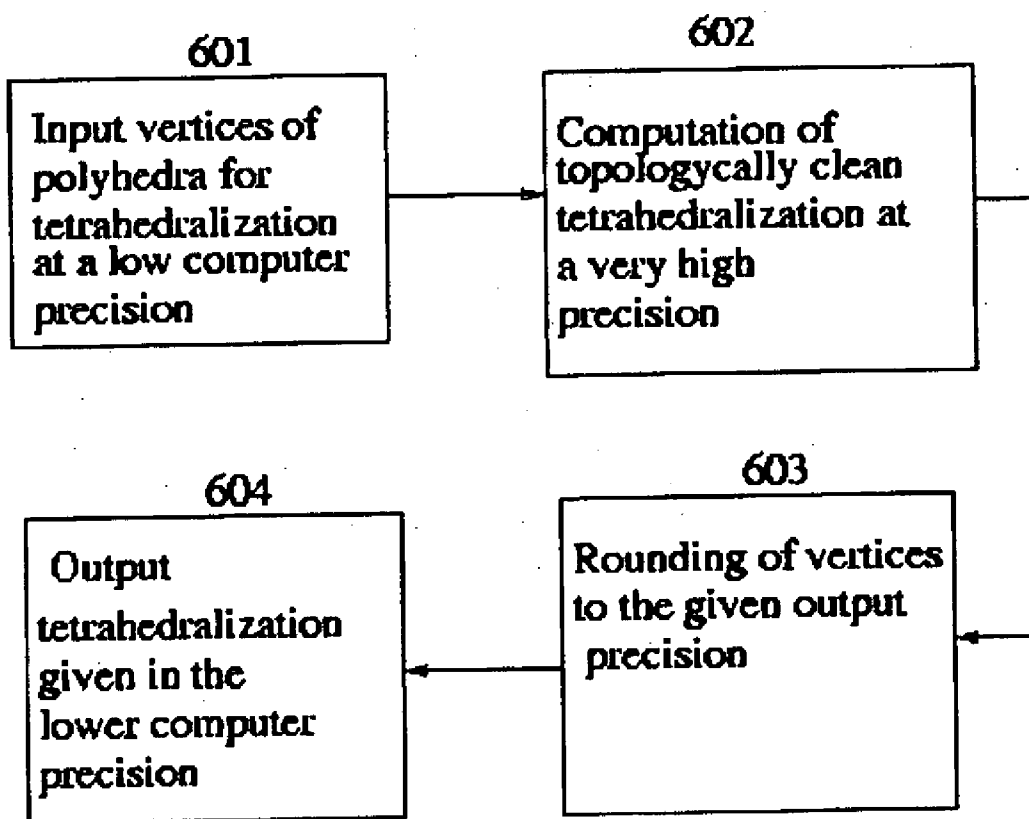 601
Input vertices of
polyhedra for
tetrahedralization
at a low computer
precision
602
Computation of
topologycally clean
tetrahedralization at
a very high
precision
603
Rounding of vertices
to the given output
precision
604
Output
tetrahedralization
given in the
lower computer
precision